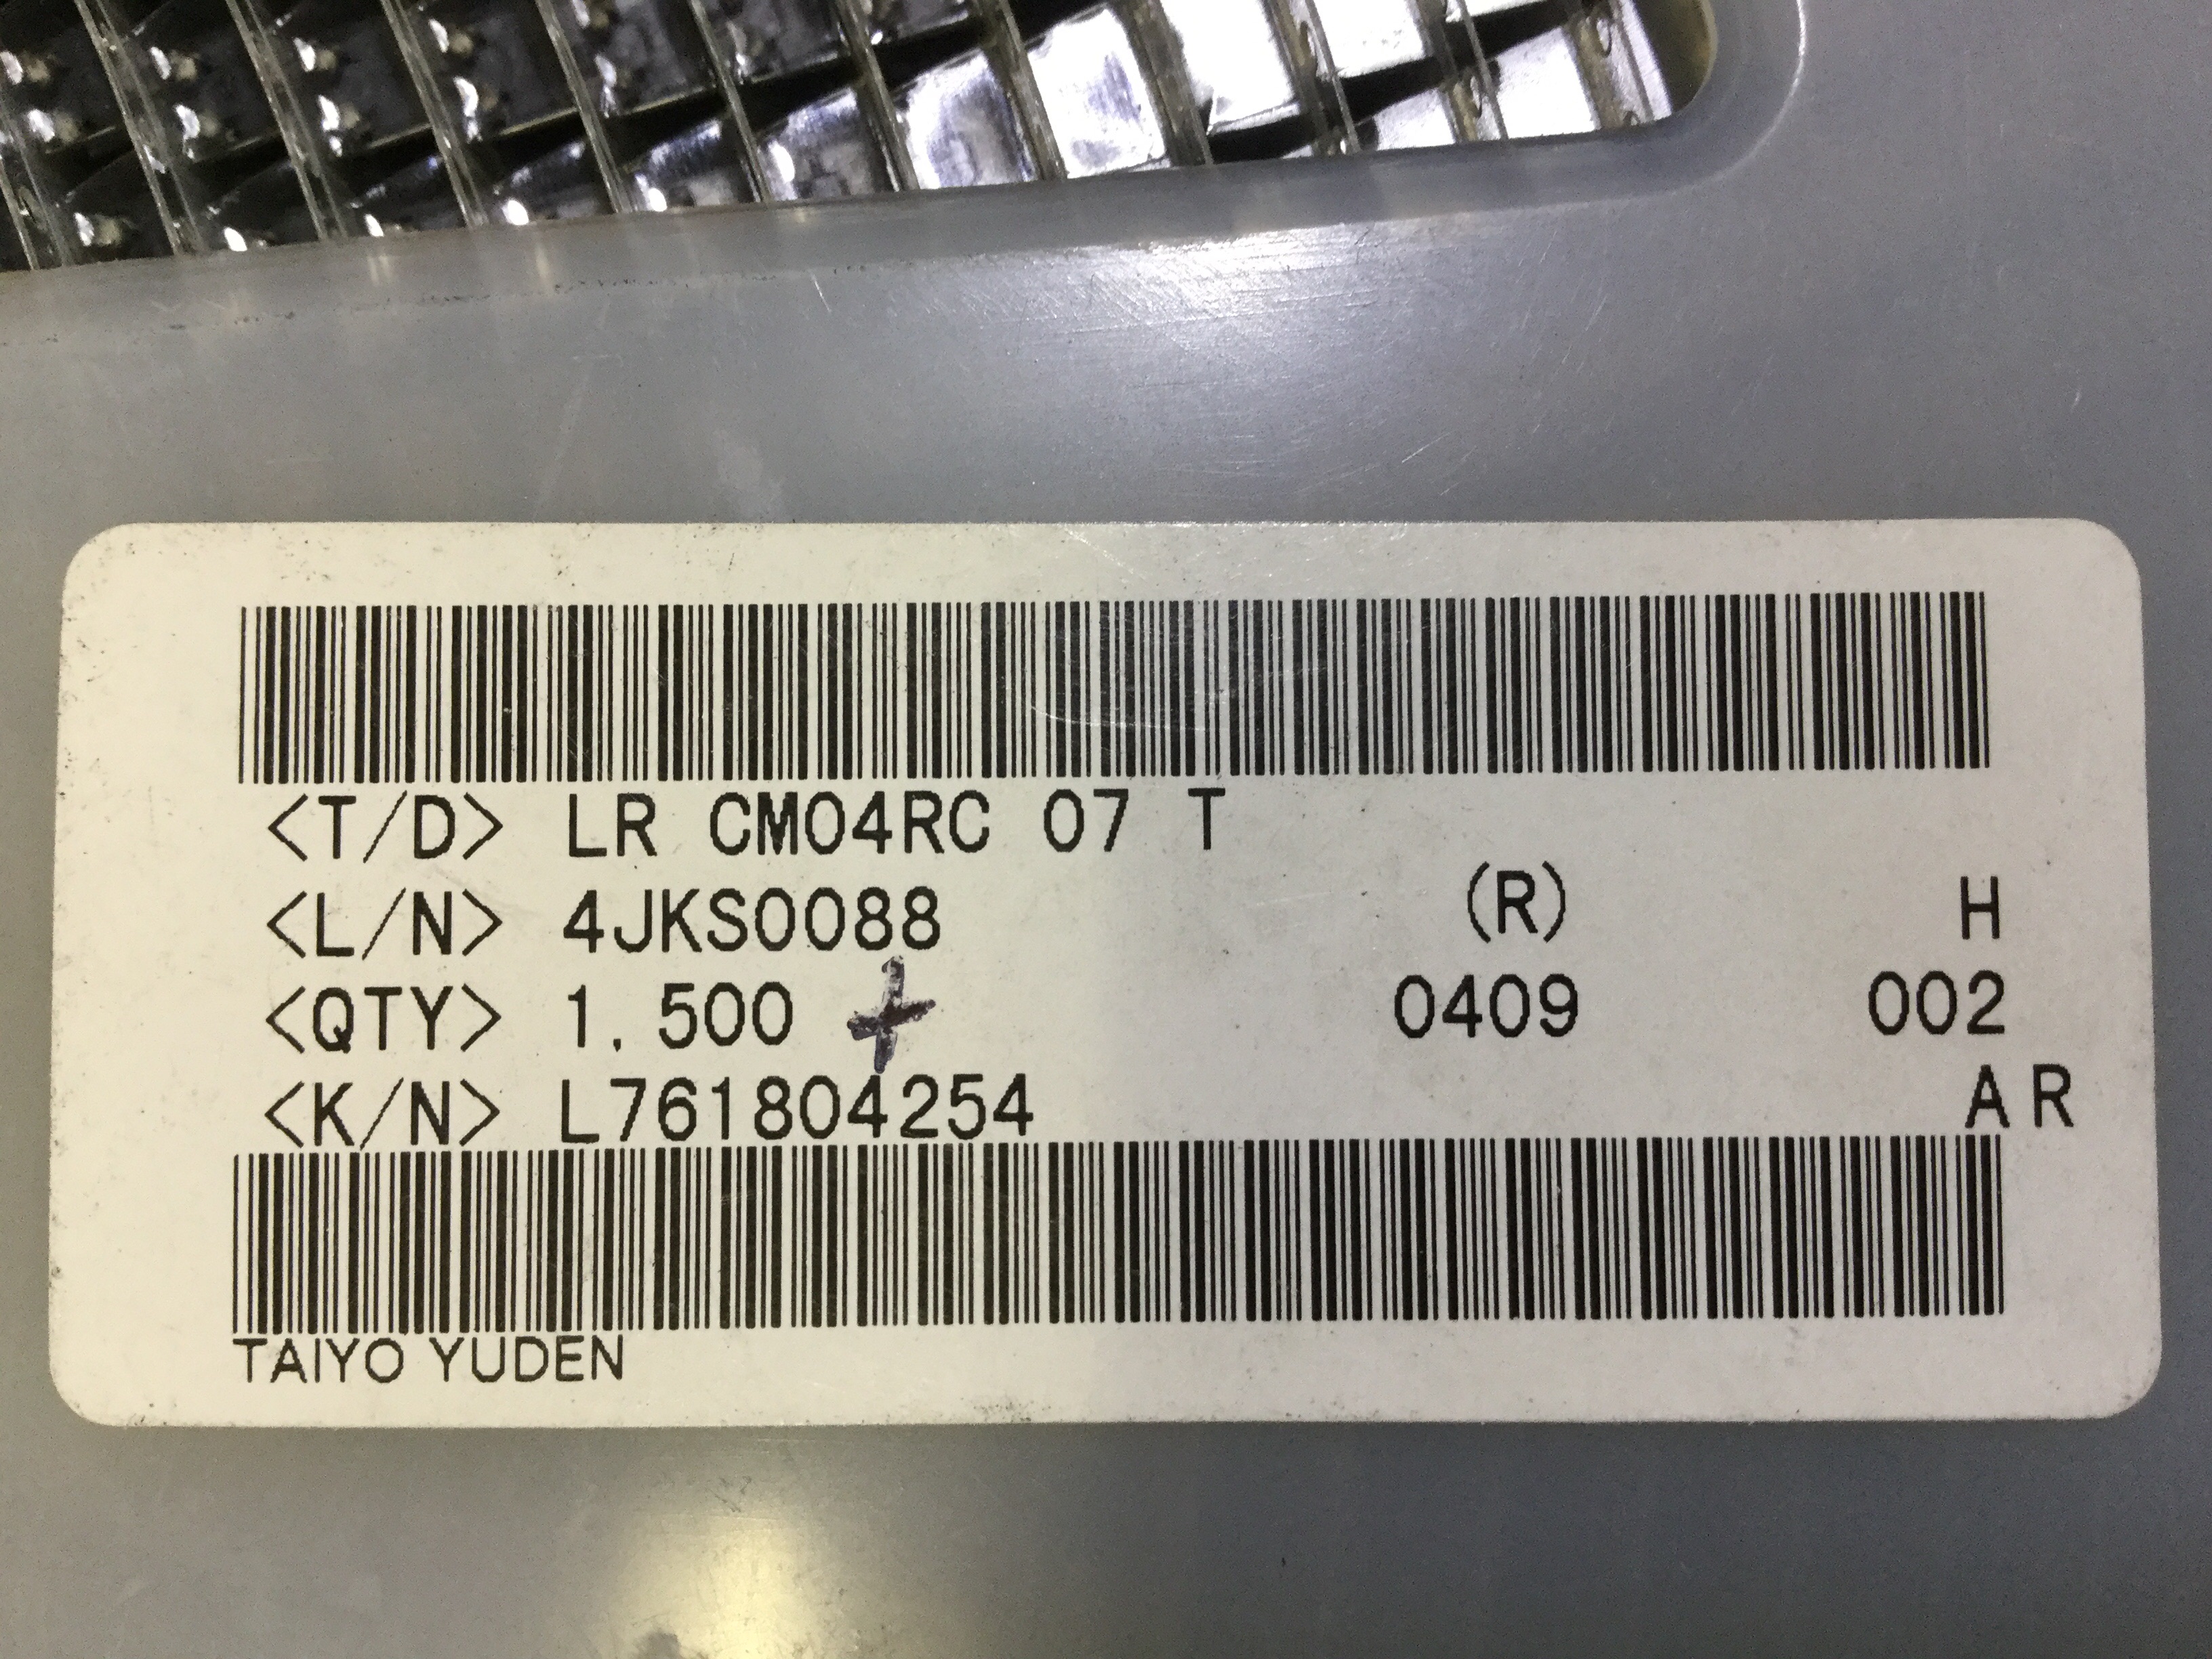 <T/D> LR CM04RC 07 T
<L/N> 4JKS0088 (R) H
<QTY> 1.500 + 0409 002
<K/N> L761804254 AR
TAIYO YUDEN